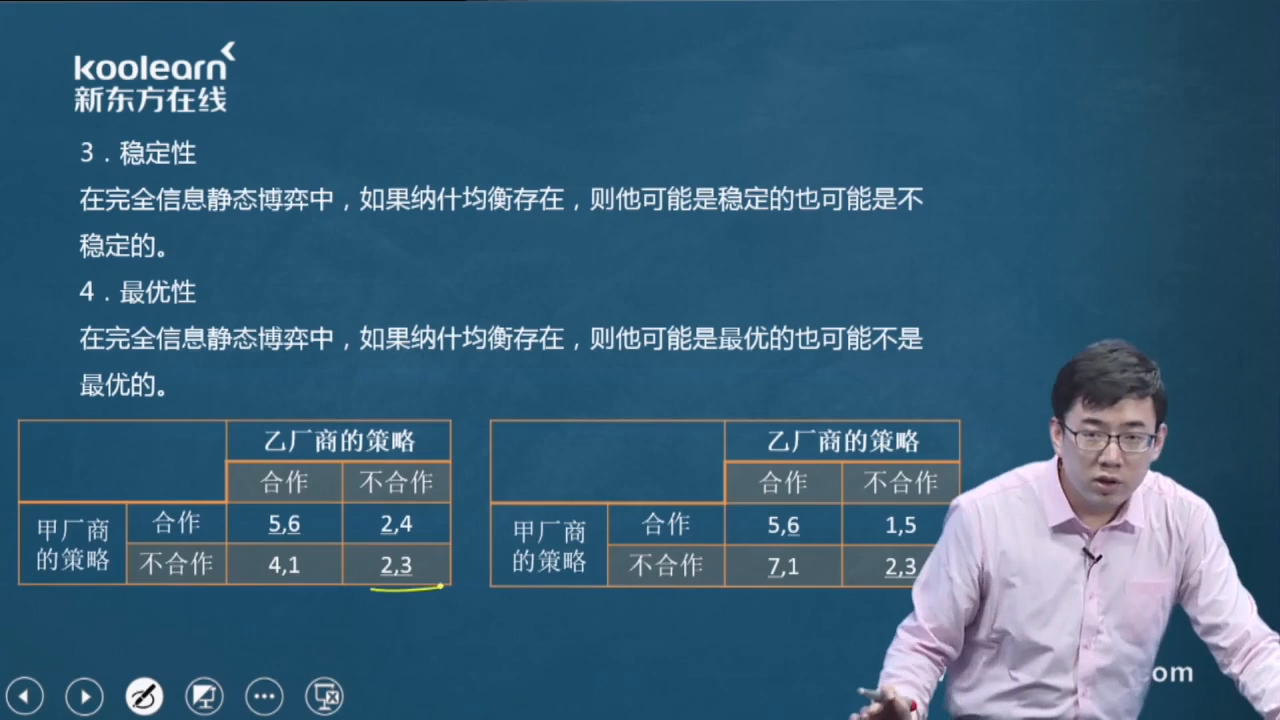 koolearn
新东方在线
3．稳定性
在完全信息静态博弈中，如果纳什均衡存在，则他可能是稳定的也可能是不
稳定的。
4．最优性
在完全信息静态博弈中，如果纳什均衡存在，则他可能是最优的也可能不是
最优的。
乙厂商的策略
合作 不合作
甲厂商的策略 合作 5,6 2,4
不合作 4,1 2,3
乙厂商的策略
合作 不合作
甲厂商的策略 合作 5,6 1,5
不合作 7,1 2,3
om